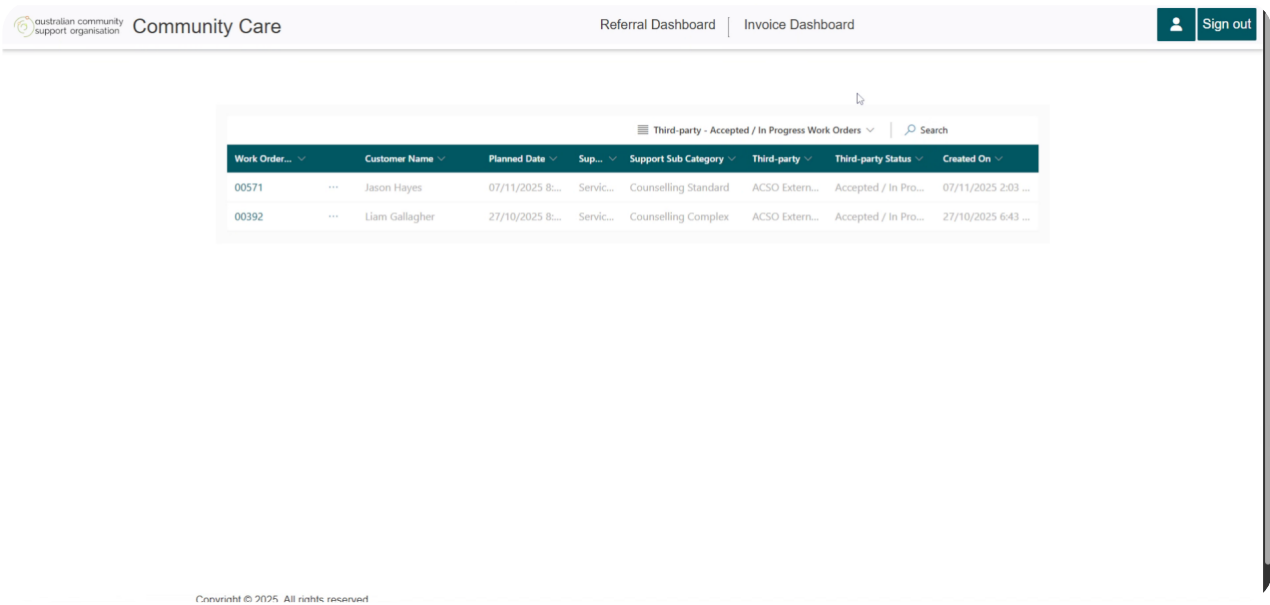 australian community
support organisation
Community Care
Referral Dashboard
Invoice Dashboard
Sign out
Third-party - Accepted / In Progress Work Orders
Search
Work Order... Customer Name Planned Date Sup... Support Sub Category Third-party Third-party Status Created On
00571 ... Jason Hayes 07/11/2025 8:... Servic... Counselling Standard ACSO Extern... Accepted / In Pro... 07/11/2025 2:03 ...
00392 ... Liam Gallagher 27/10/2025 8:... Servic... Counselling Complex ACSO Extern... Accepted / In Pro... 27/10/2025 6:43 ...
Copyright © 2025. All rights reserved.